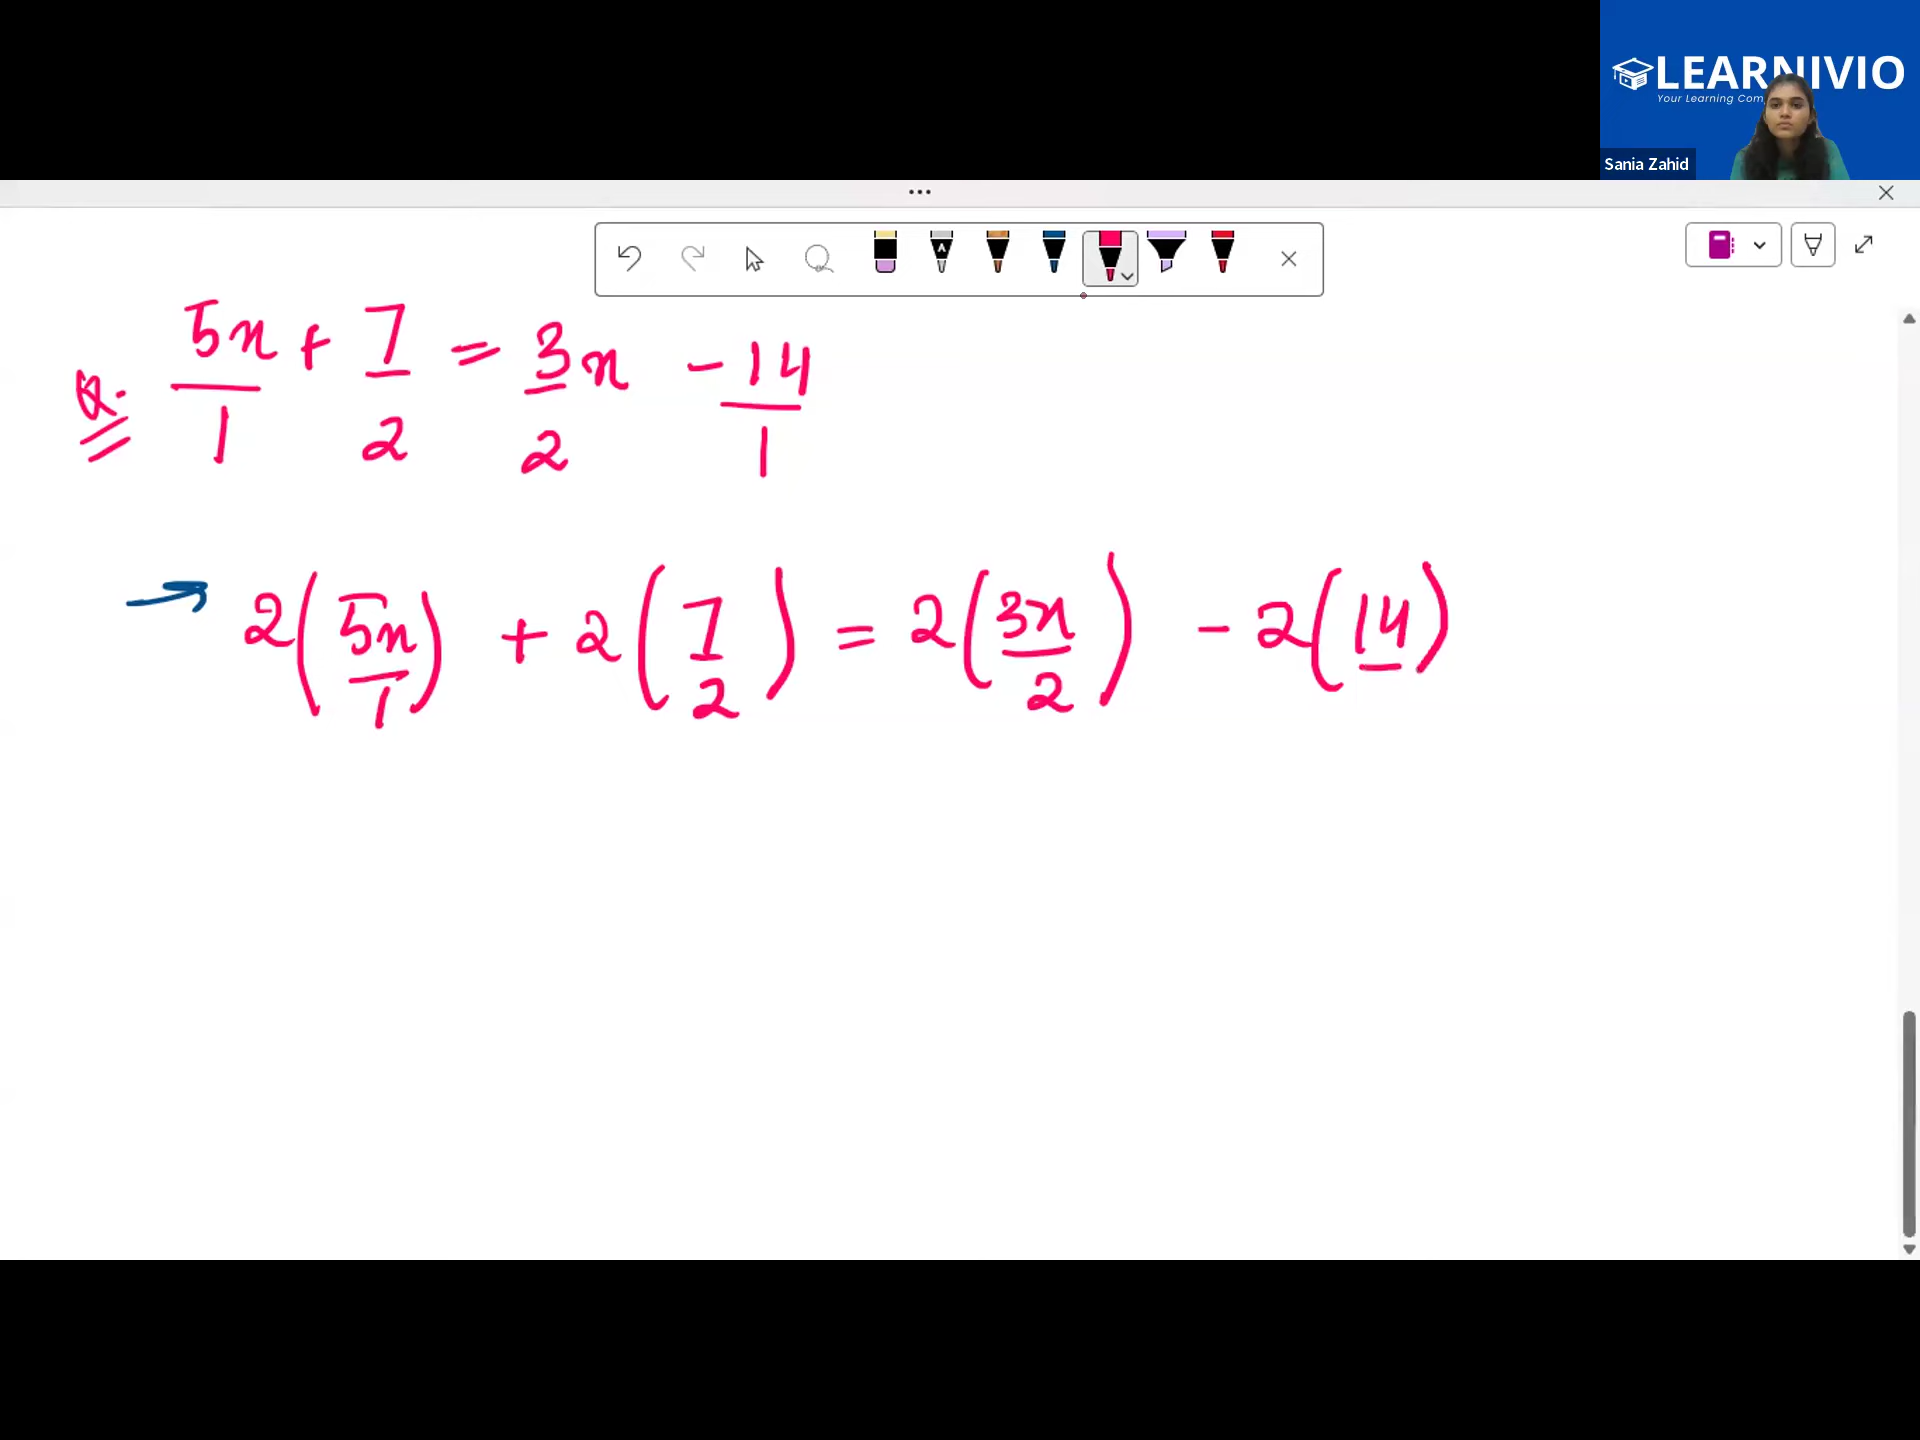 LEARNIVIO
Your Learning Com
Sania Zahid
A
Q. 5x/1 + 7/2 = 3/2 x - 14/1
→ 2(5x/1) + 2(7/2) = 2(3x/2) - 2(14)